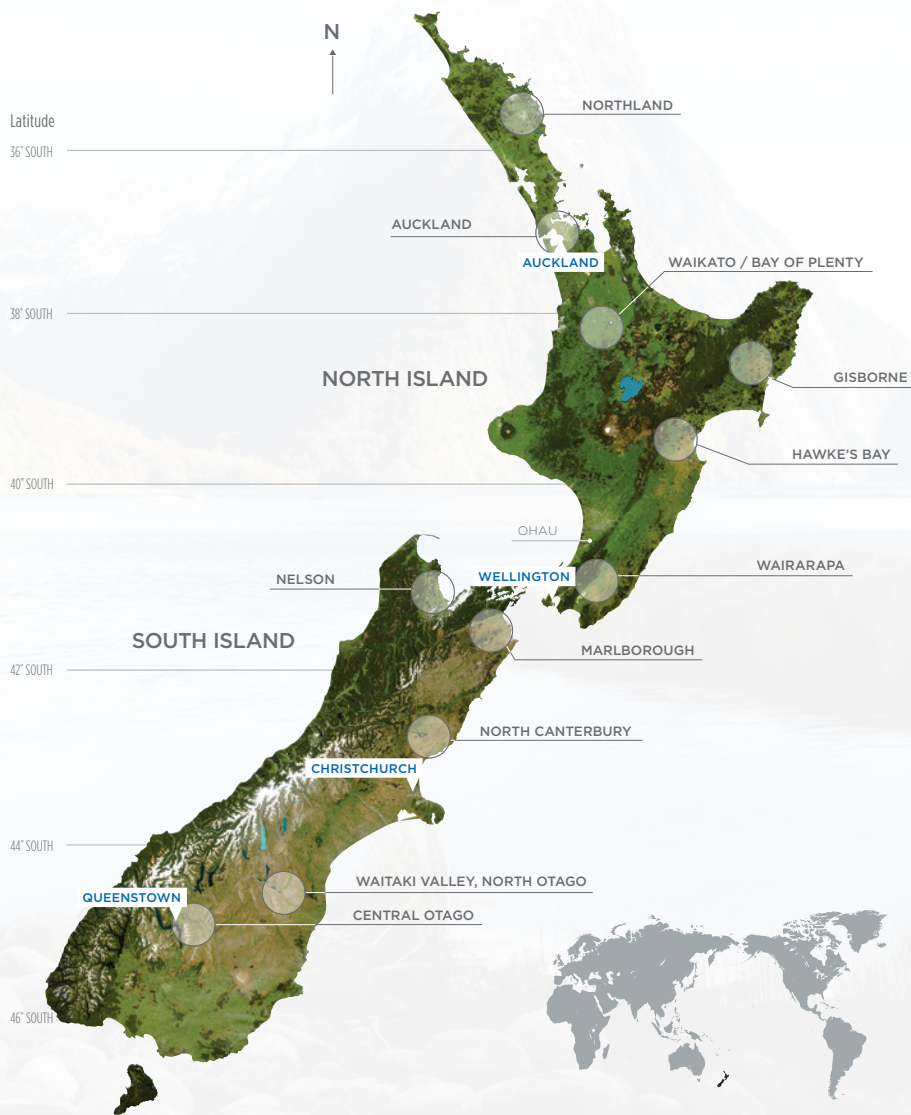 N
NORTHLAND
Latitude
36° SOUTH
AUCKLAND
AUCKLAND
WAIKATO / BAY OF PLENTY
38° SOUTH
NORTH ISLAND
GISBORNE
HAWKE'S BAY
40° SOUTH
OHAU
WAIRARAPA
WELLINGTON
NELSON
SOUTH ISLAND
MARLBOROUGH
42° SOUTH
NORTH CANTERBURY
CHRISTCHURCH
44° SOUTH
WAITAKI VALLEY, NORTH OTAGO
QUEENSTOWN
CENTRAL OTAGO
46° SOUTH